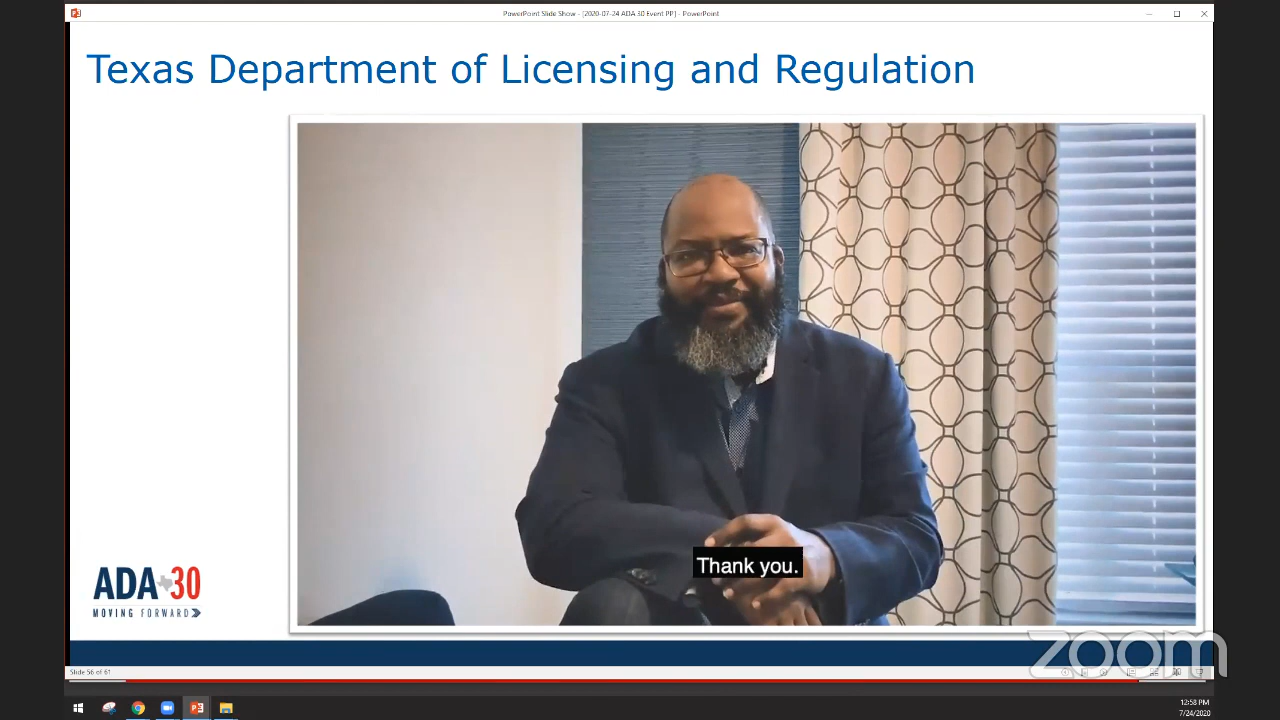 PowerPoint Slide Show - [2020-07-24 ADA 30 Event PP] - PowerPoint
Texas Department of Licensing and Regulation
Thank you.
ADA 30
MOVING FORWARD
zoom
Slide 56 of 61
12:58 PM
7/24/2020